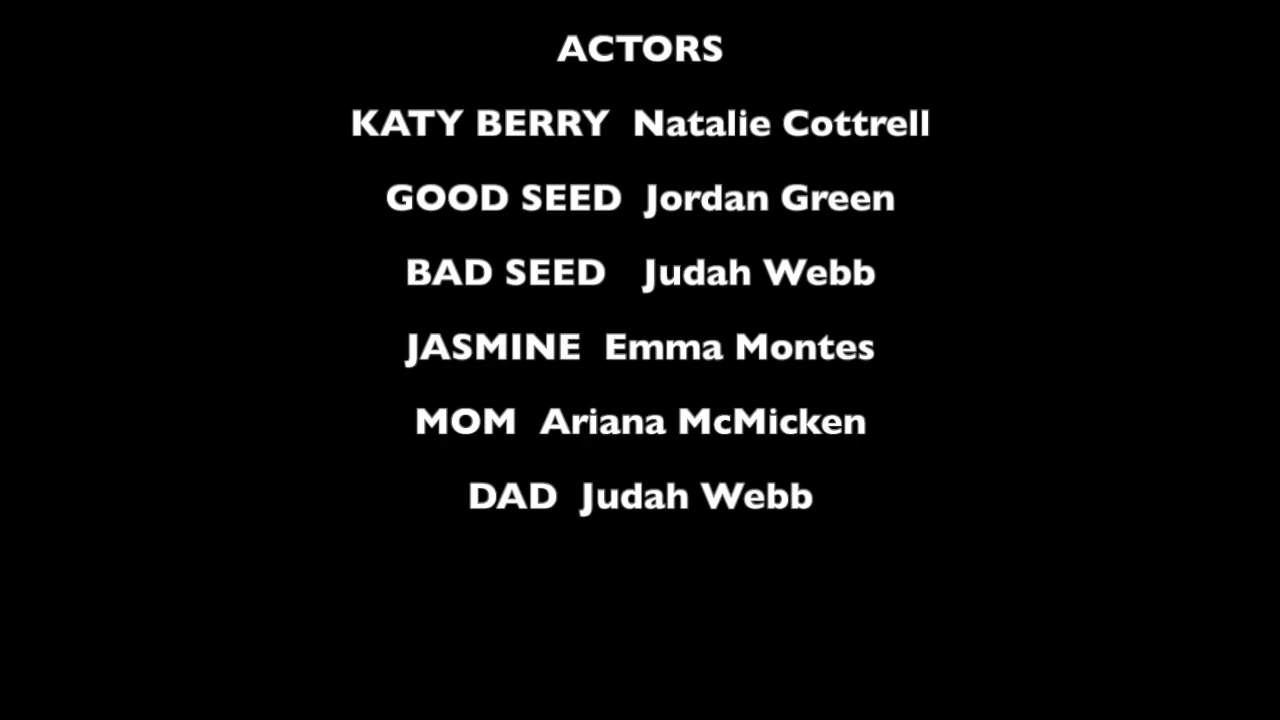 ACTORS
KATY BERRY  Natalie Cottrell
GOOD SEED  Jordan Green
BAD SEED   Judah Webb
JASMINE  Emma Montes
MOM  Ariana McMicken
DAD  Judah Webb